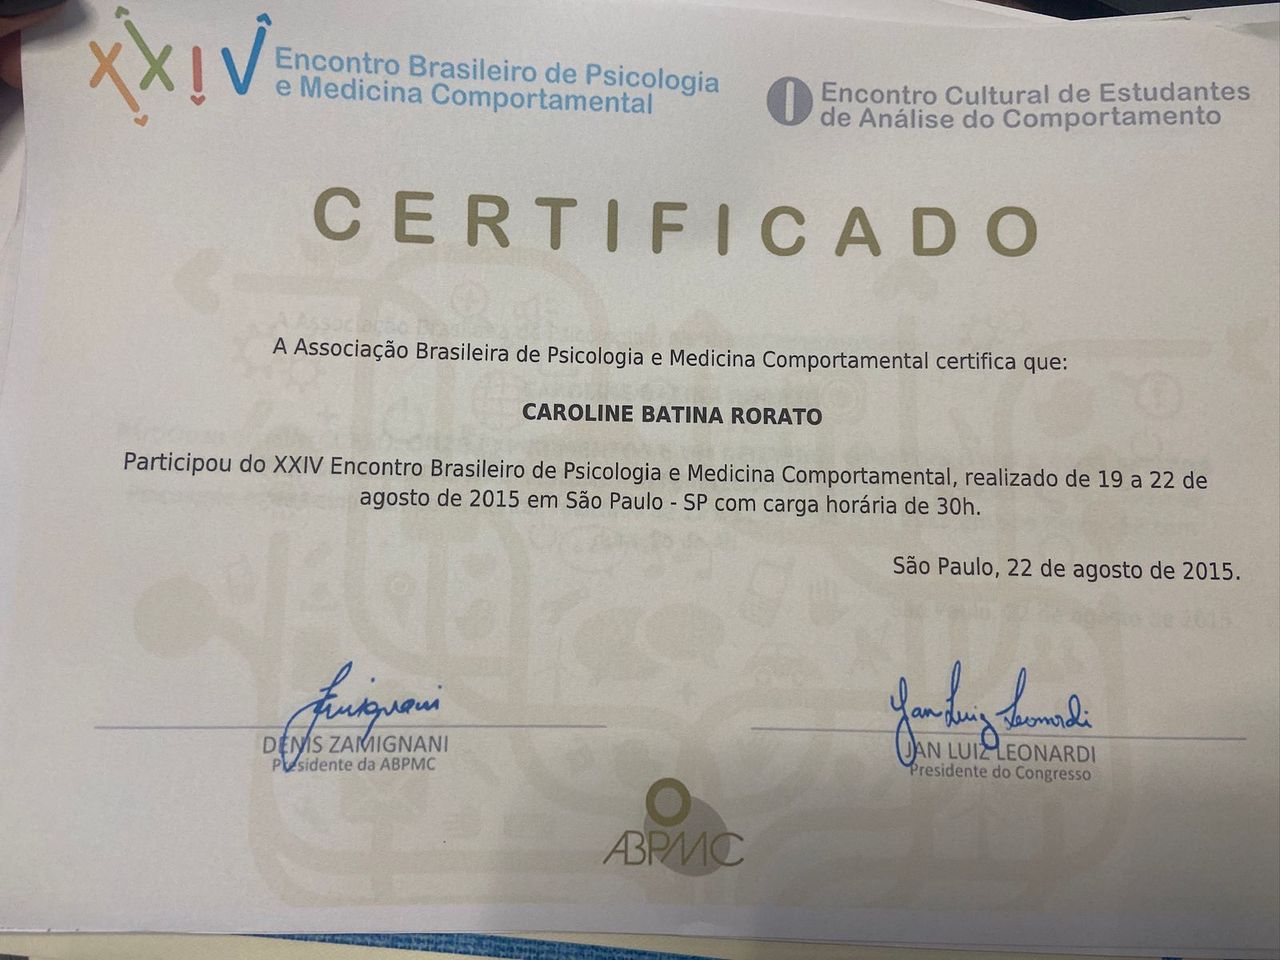 XXIV Encontro Brasileiro de Psicologia
e Medicina Comportamental
I Encontro Cultural de Estudantes
de Análise do Comportamento
CERTIFICADO
A Associação Brasileira de Psicologia e Medicina Comportamental certifica que:
CAROLINE BATINA RORATO
Participou do XXIV Encontro Brasileiro de Psicologia e Medicina Comportamental, realizado de 19 a 22 de
agosto de 2015 em São Paulo - SP com carga horária de 30h.
São Paulo, 22 de agosto de 2015.
Jan Luiz Leonardi
DENIS ZAMIGNANI
Presidente da ABPMC
JAN LUIZ LEONARDI
Presidente do Congresso
ABPMC